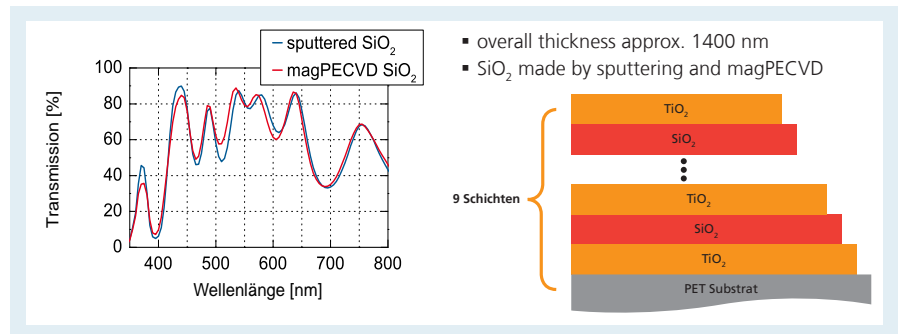 sputtered SiO₂
magPECVD SiO₂
Transmission [%]
100
80
60
40
20
0
400 500 600 700 800
Wellenlänge [nm]
▪ overall thickness approx. 1400 nm
▪ SiO₂ made by sputtering and magPECVD
TiO₂
SiO₂
9 Schichten
TiO₂
SiO₂
TiO₂
PET Substrat